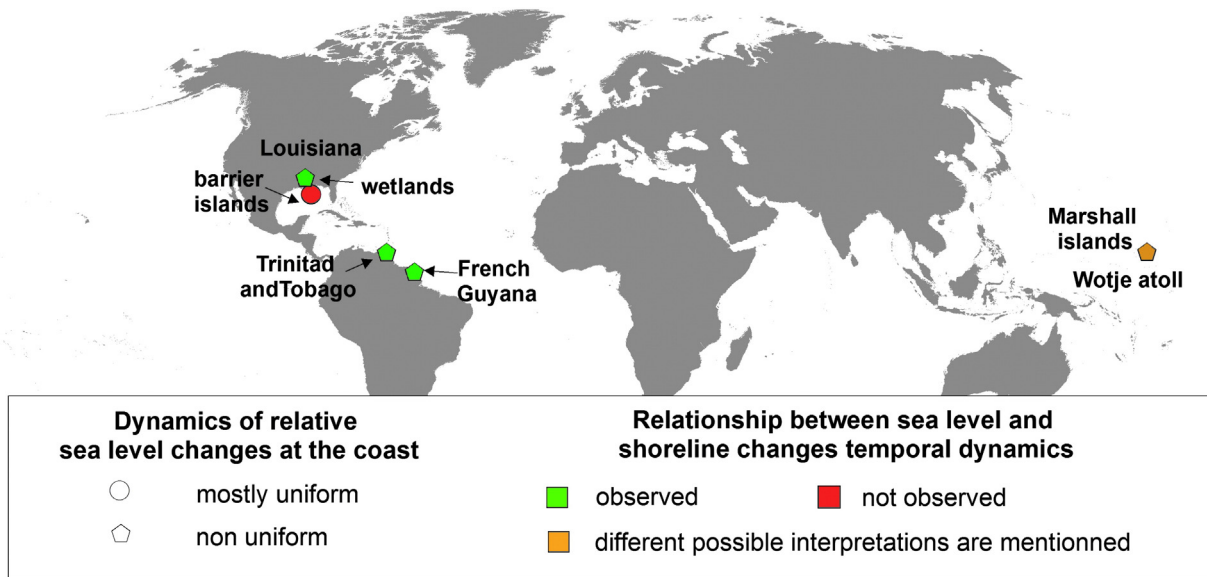 Louisiana
barrier
islands
wetlands
Trinitad
andTobago
French
Guyana
Marshall
islands
Wotje atoll
Dynamics of relative
sea level changes at the coast
mostly uniform
non uniform
Relationship between sea level and
shoreline changes temporal dynamics
observed
not observed
different possible interpretations are mentionned